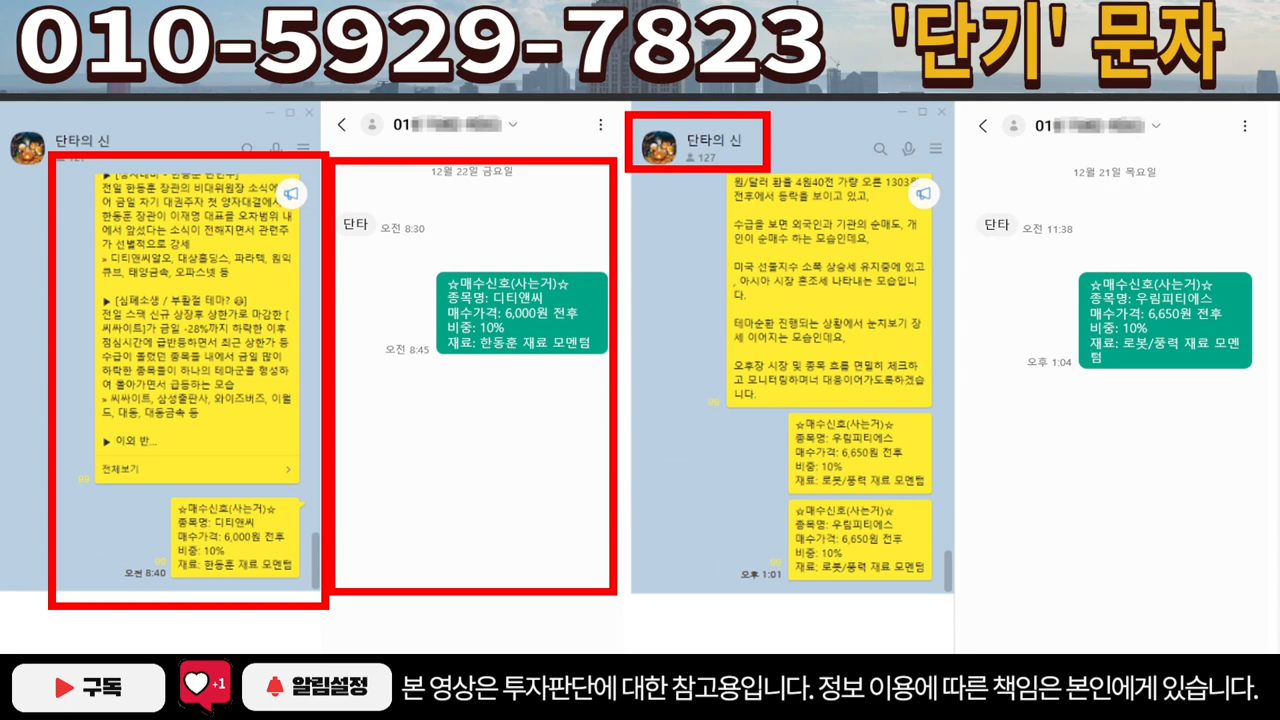 010-5929-7823 '단기' 문자
단타의 신
127
전일 한동훈 장관의 비대위원장 소식에
어 금일 차기 대권주자 첫 양자대결에서
한동훈 장관이 이재명 대표를 오차범위 내
에서 앞섰다는 소식이 전해지면서 관련주
가 선별적으로 강세
» 디티앤씨알오, 대상홀딩스, 파라텍, 원익
큐브, 태양금속, 오파스넷 등
▶ [심폐소생 / 부활절 테마? 😂]
전일 스팩 신규 상장후 상한가로 마감한 [
씨싸이트]가 금일 -28%까지 하락한 이후
점심시간에 급반등하면서 최근 상한가 등
수급이 몰렸던 종목들 내에서 금일 많이
하락한 종목들이 하나의 테마군을 형성하
여 돌아가면서 급등하는 모습
» 씨싸이트, 삼성출판사, 와이즈버즈, 이월
드, 대동, 대동금속 등
▶ 이외 반...
전체보기
89
☆매수신호(사는거)☆
종목명: 디티앤씨
매수가격: 6,000원 전후
비중: 10%
재료: 한동훈 재료 모멘텀
89
오전 8:40
01
12월 22일 금요일
단타
오전 8:30
☆매수신호(사는거)☆
종목명: 디티앤씨
매수가격: 6,000원 전후
비중: 10%
재료: 한동훈 재료 모멘텀
오전 8:45
단타의 신
127
원/달러 환율 4원40전 가량 오른 1303원
전후에서 등락을 보이고 있고,
수급을 보면 외국인과 기관의 순매도, 개
인이 순매수 하는 모습인데요,
미국 선물지수 소폭 상승세 유지중에 있고
, 아시아 시장 혼조세 나타내는 모습입니
다.
테마순환 진행되는 상황에서 눈치보기 장
세 이어지는 모습인데요,
오후장 시장 및 종목 흐름 면밀히 체크하
고 모니터링하며너 대응이어가도록하겠습
니다.
89
☆매수신호(사는거)☆
종목명: 우림피티에스
매수가격: 6,650원 전후
비중: 10%
재료: 로봇/풍력 재료 모멘텀
☆매수신호(사는거)☆
종목명: 우림피티에스
매수가격: 6,650원 전후
비중: 10%
재료: 로봇/풍력 재료 모멘텀
89
오후 1:01
01
12월 21일 목요일
단타
오전 11:38
☆매수신호(사는거)☆
종목명: 우림피티에스
매수가격: 6,650원 전후
비중: 10%
재료: 로봇/풍력 재료 모멘
텀
오후 1:04
구독
+1
알림설정
본 영상은 투자판단에 대한 참고용입니다. 정보 이용에 따른 책임은 본인에게 있습니다.